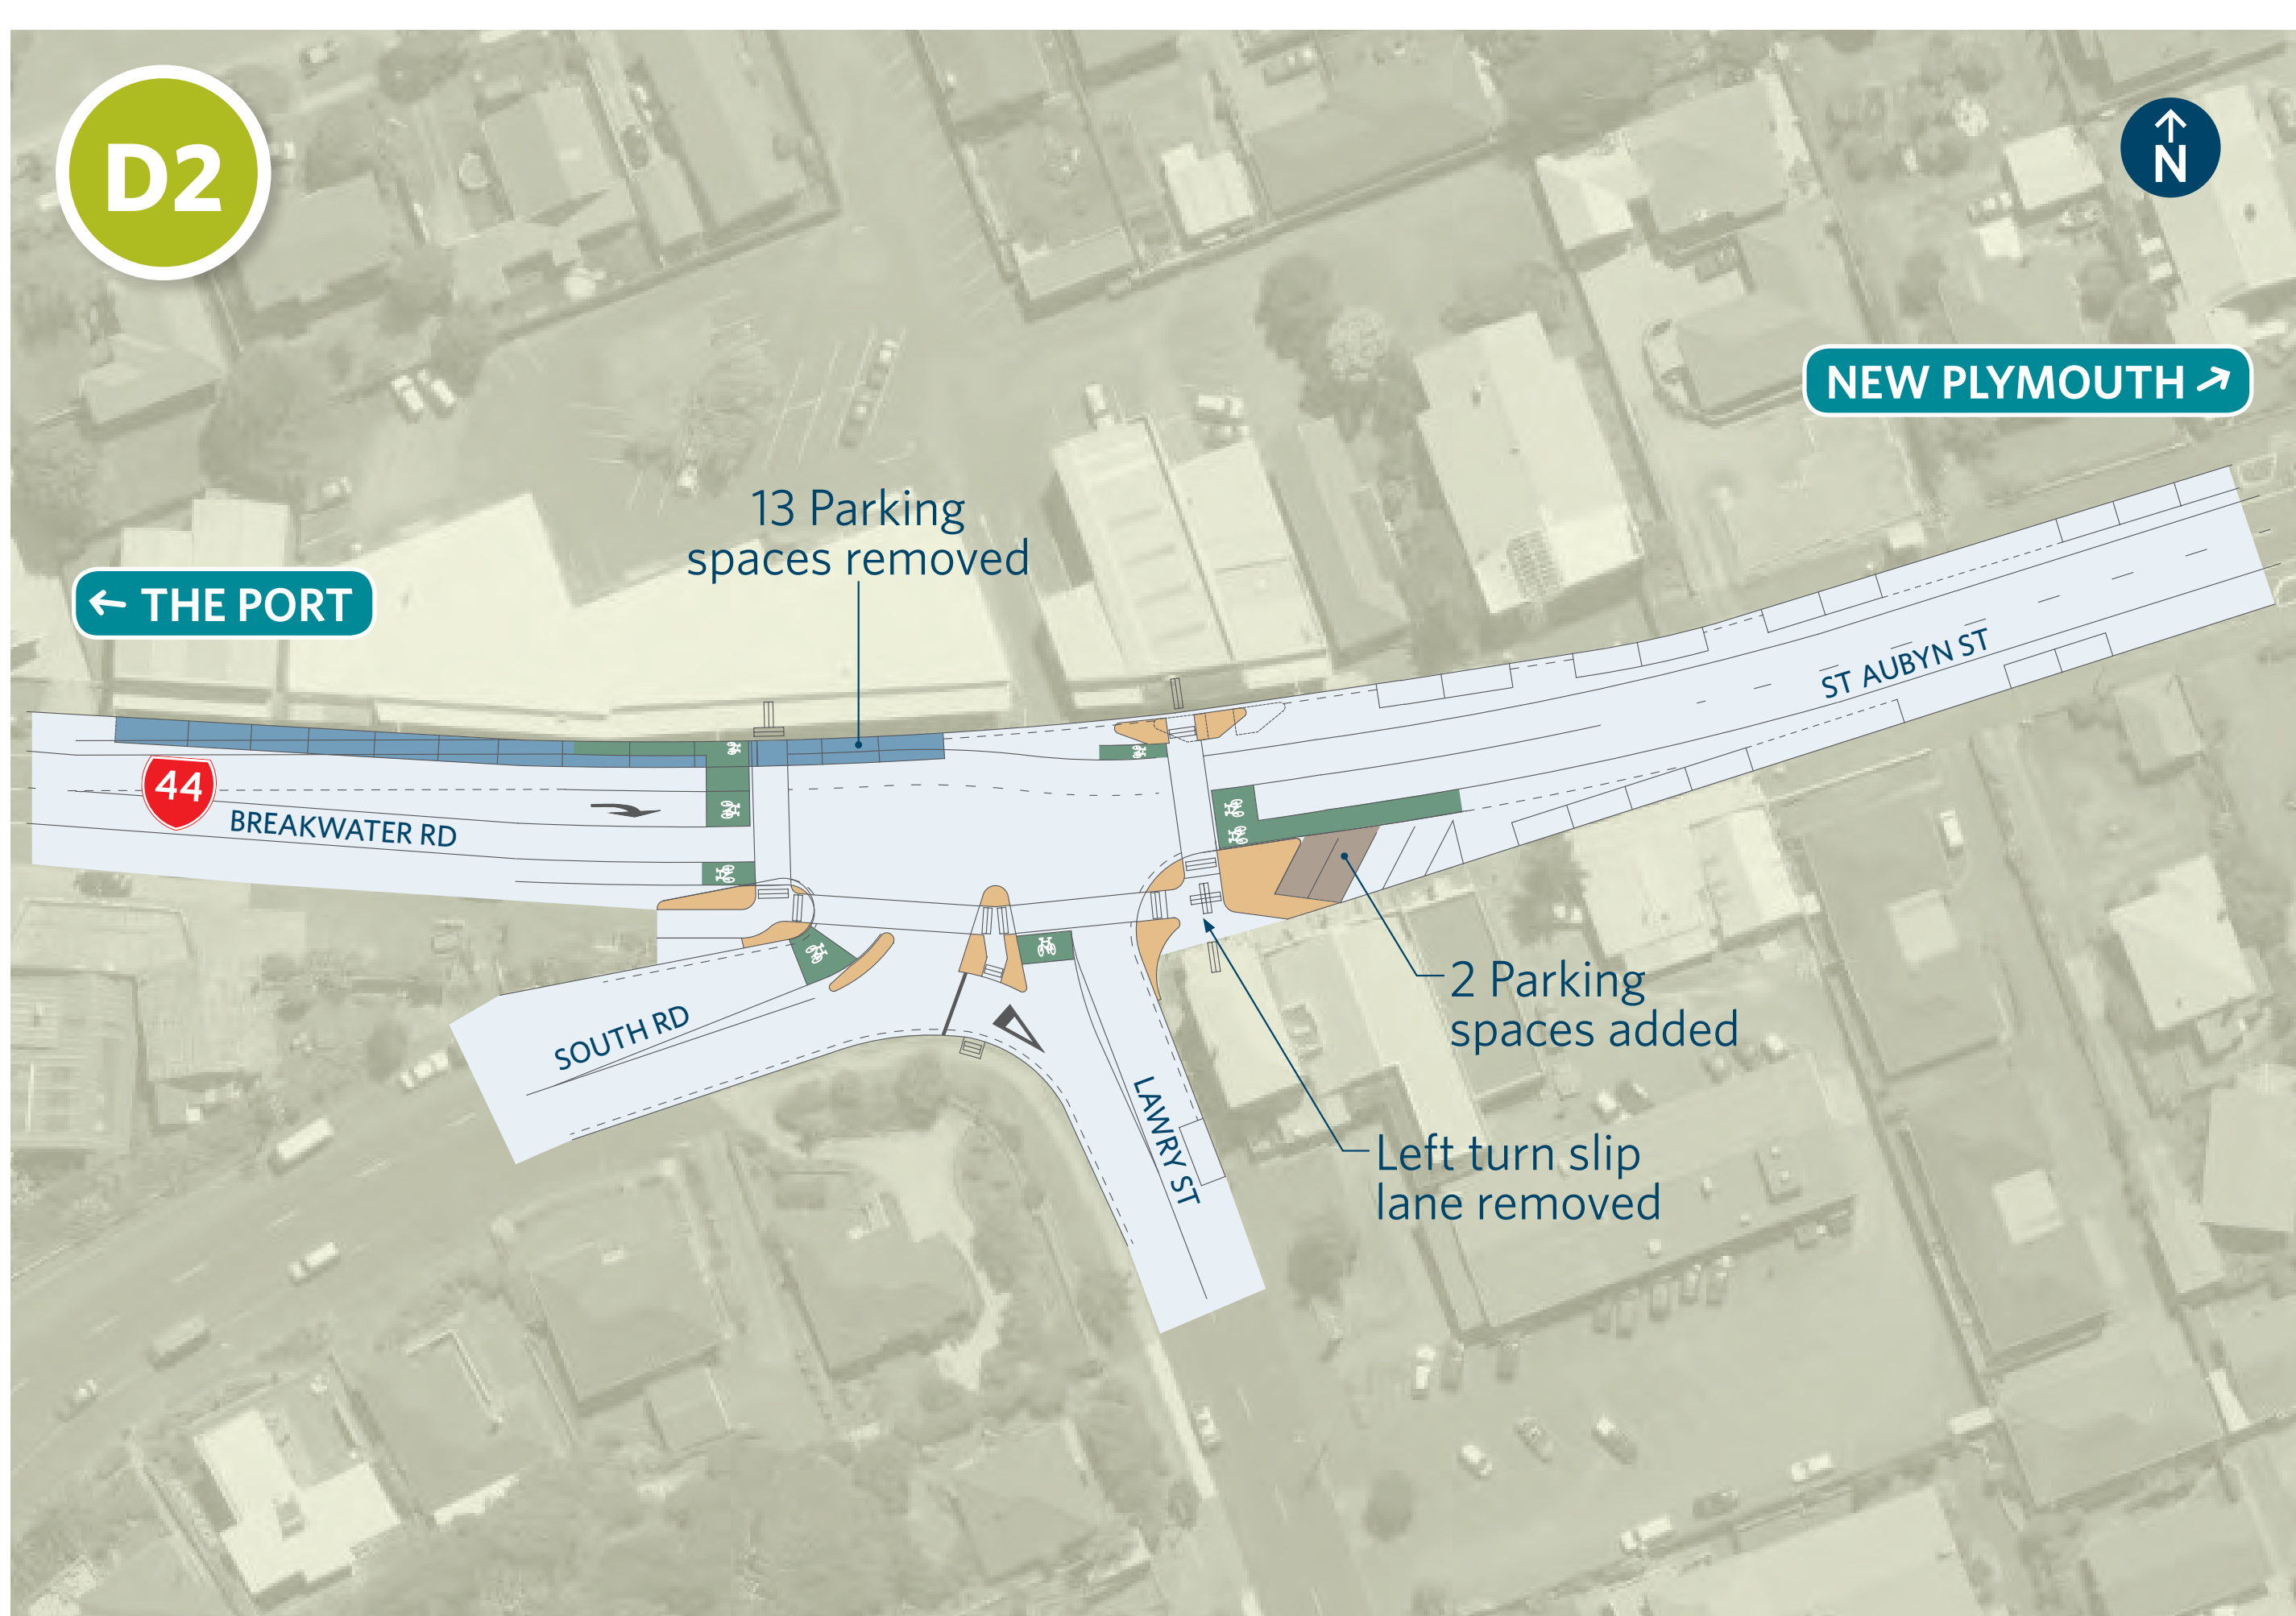 D2
N
NEW PLYMOUTH
13 Parking
spaces removed
THE PORT
ST AUBYN ST
44
BREAKWATER RD
2 Parking
spaces added
SOUTH RD
LAWRY ST
Left turn slip
lane removed